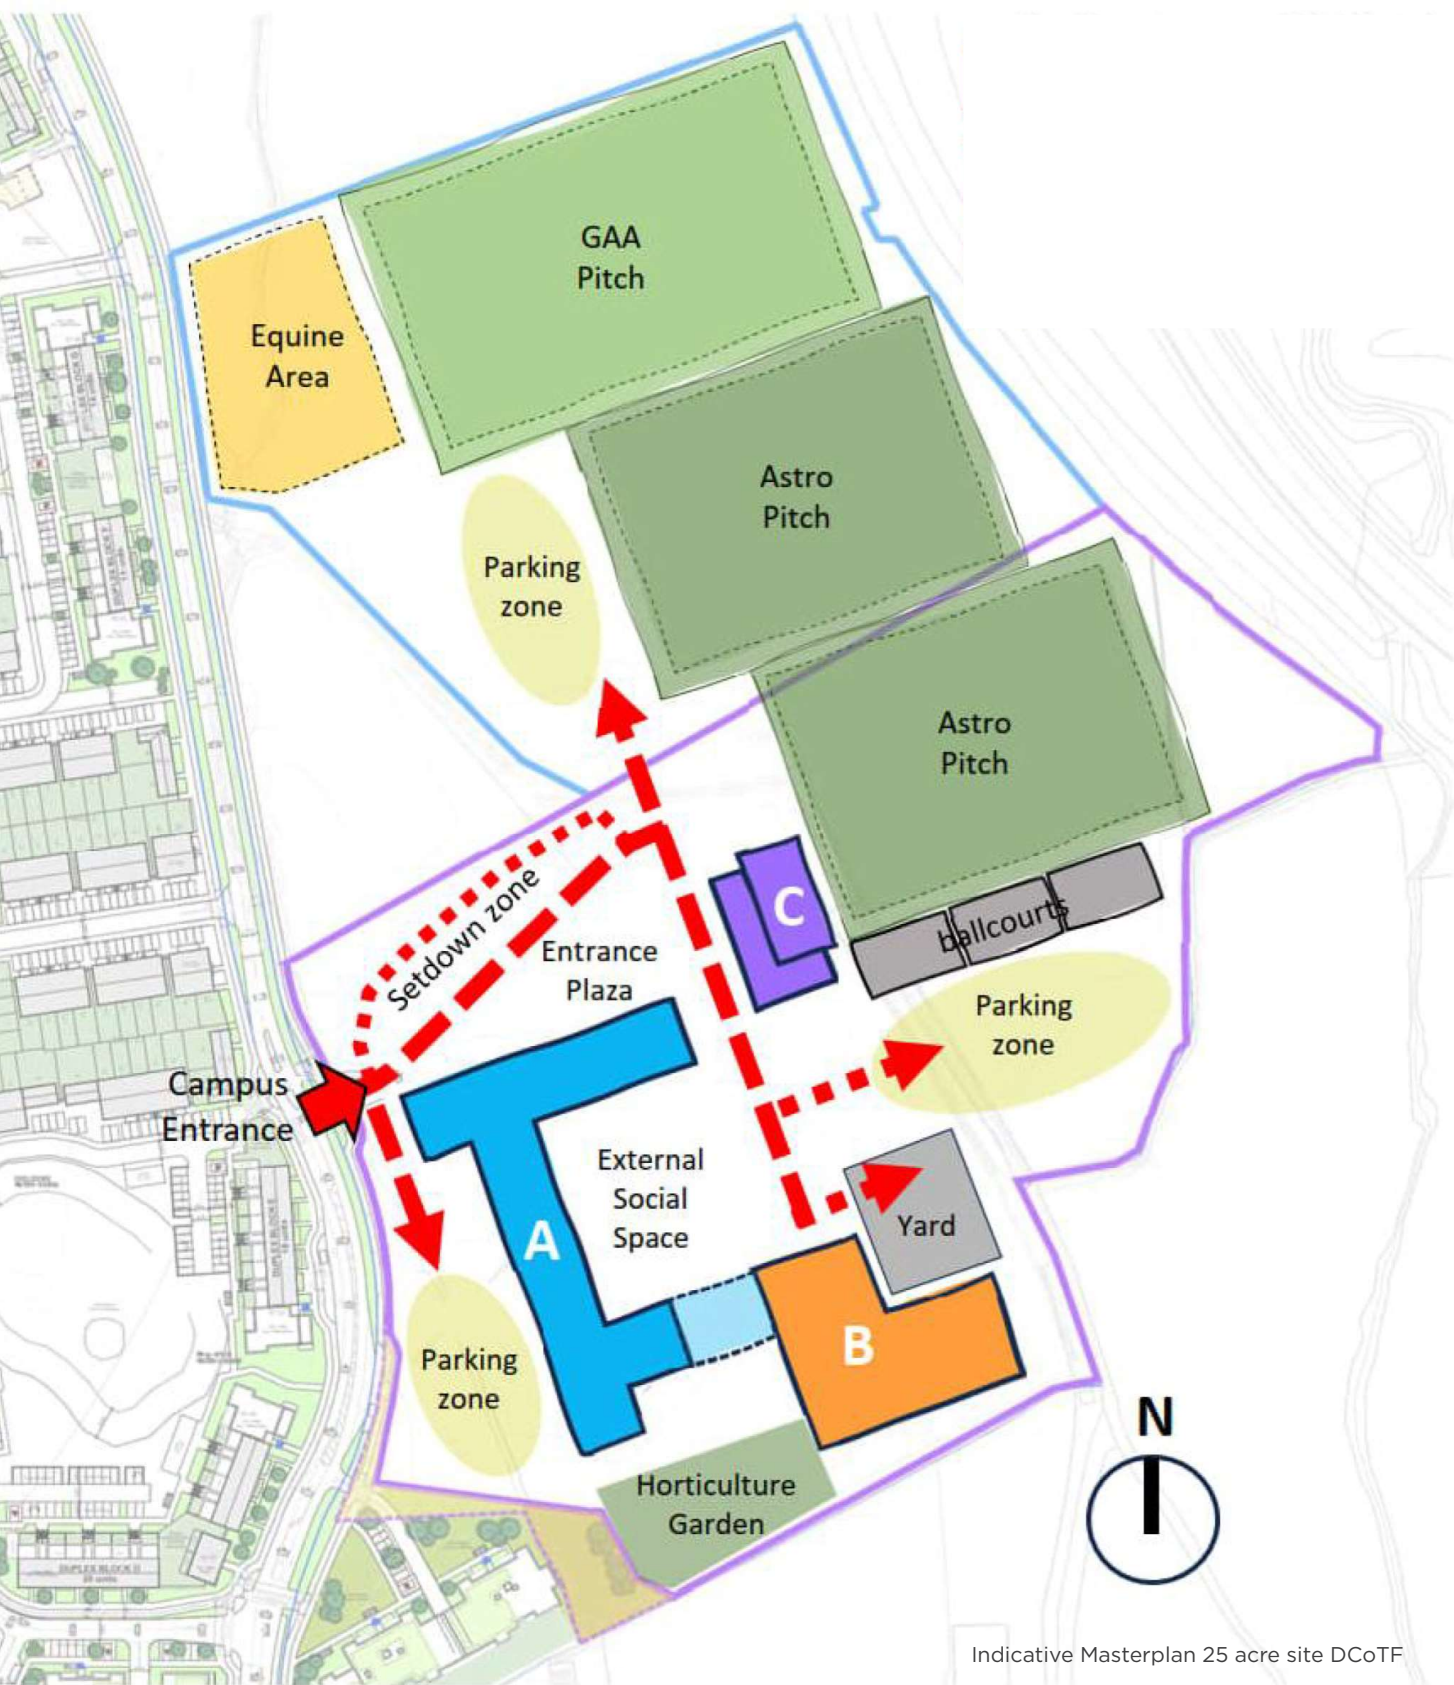 GAA
Pitch
Equine
Area
Astro
Pitch
Parking
zone
Astro
Pitch
C
ballcourts
Setdown zone
Entrance
Plaza
Parking
zone
Campus
Entrance
External
Social
Space
A
Yard
B
Parking
zone
N
Horticulture
Garden
Indicative Masterplan 25 acre site DCoTF